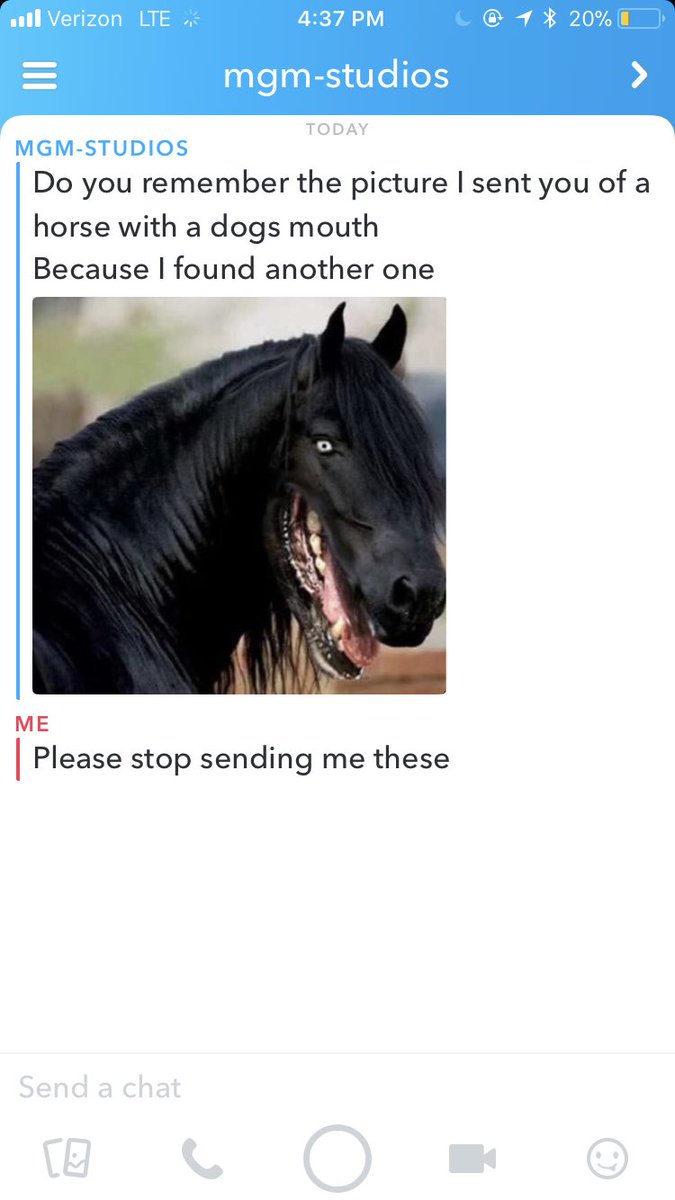 Verizon LTE 4:37 PM 20%
mgm-studios
TODAY
MGM-STUDIOS
Do you remember the picture I sent you of a
horse with a dogs mouth
Because I found another one
ME
Please stop sending me these
Send a chat